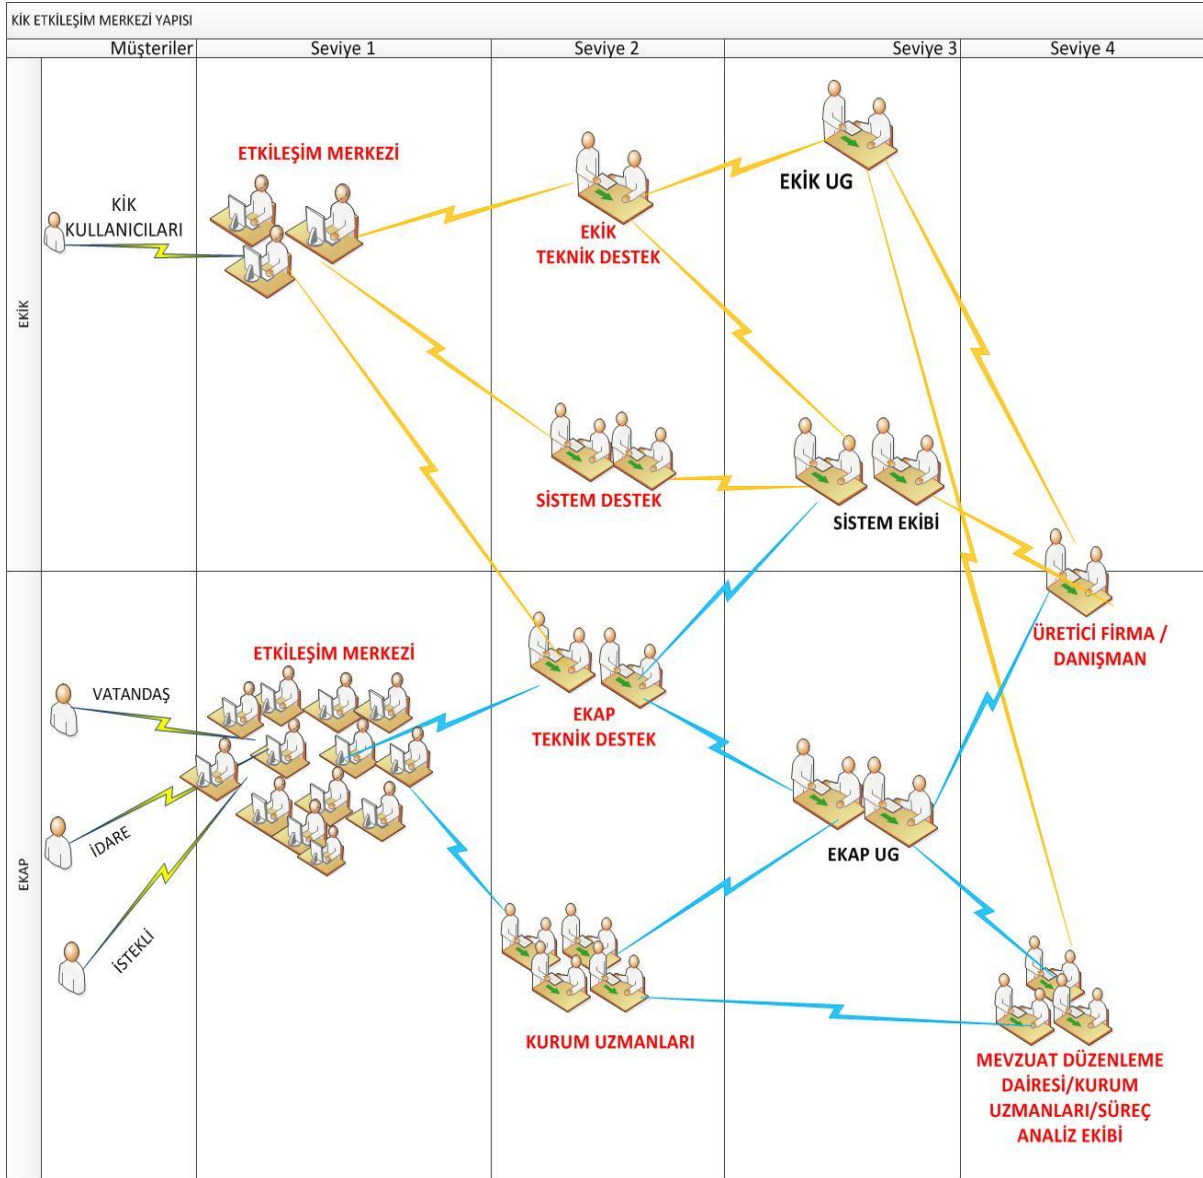 KİK ETKİLEŞİM MERKEZİ YAPISI
Müşteriler
Seviye 1
Seviye 2
Seviye 3
Seviye 4
EKİK
KİK
KULLANICILARI
ETKİLEŞİM MERKEZİ
EKİK
TEKNİK DESTEK
EKİK UG
SİSTEM DESTEK
SİSTEM EKİBİ
ÜRETİCİ FİRMA /
DANIŞMAN
EKAP
VATANDAŞ
İDARE
İSTEKLİ
ETKİLEŞİM MERKEZİ
EKAP
TEKNİK DESTEK
EKAP UG
KURUM UZMANLARI
MEVZUAT DÜZENLEME
DAİRESİ/KURUM
UZMANLARI/SÜREÇ
ANALİZ EKİBİ